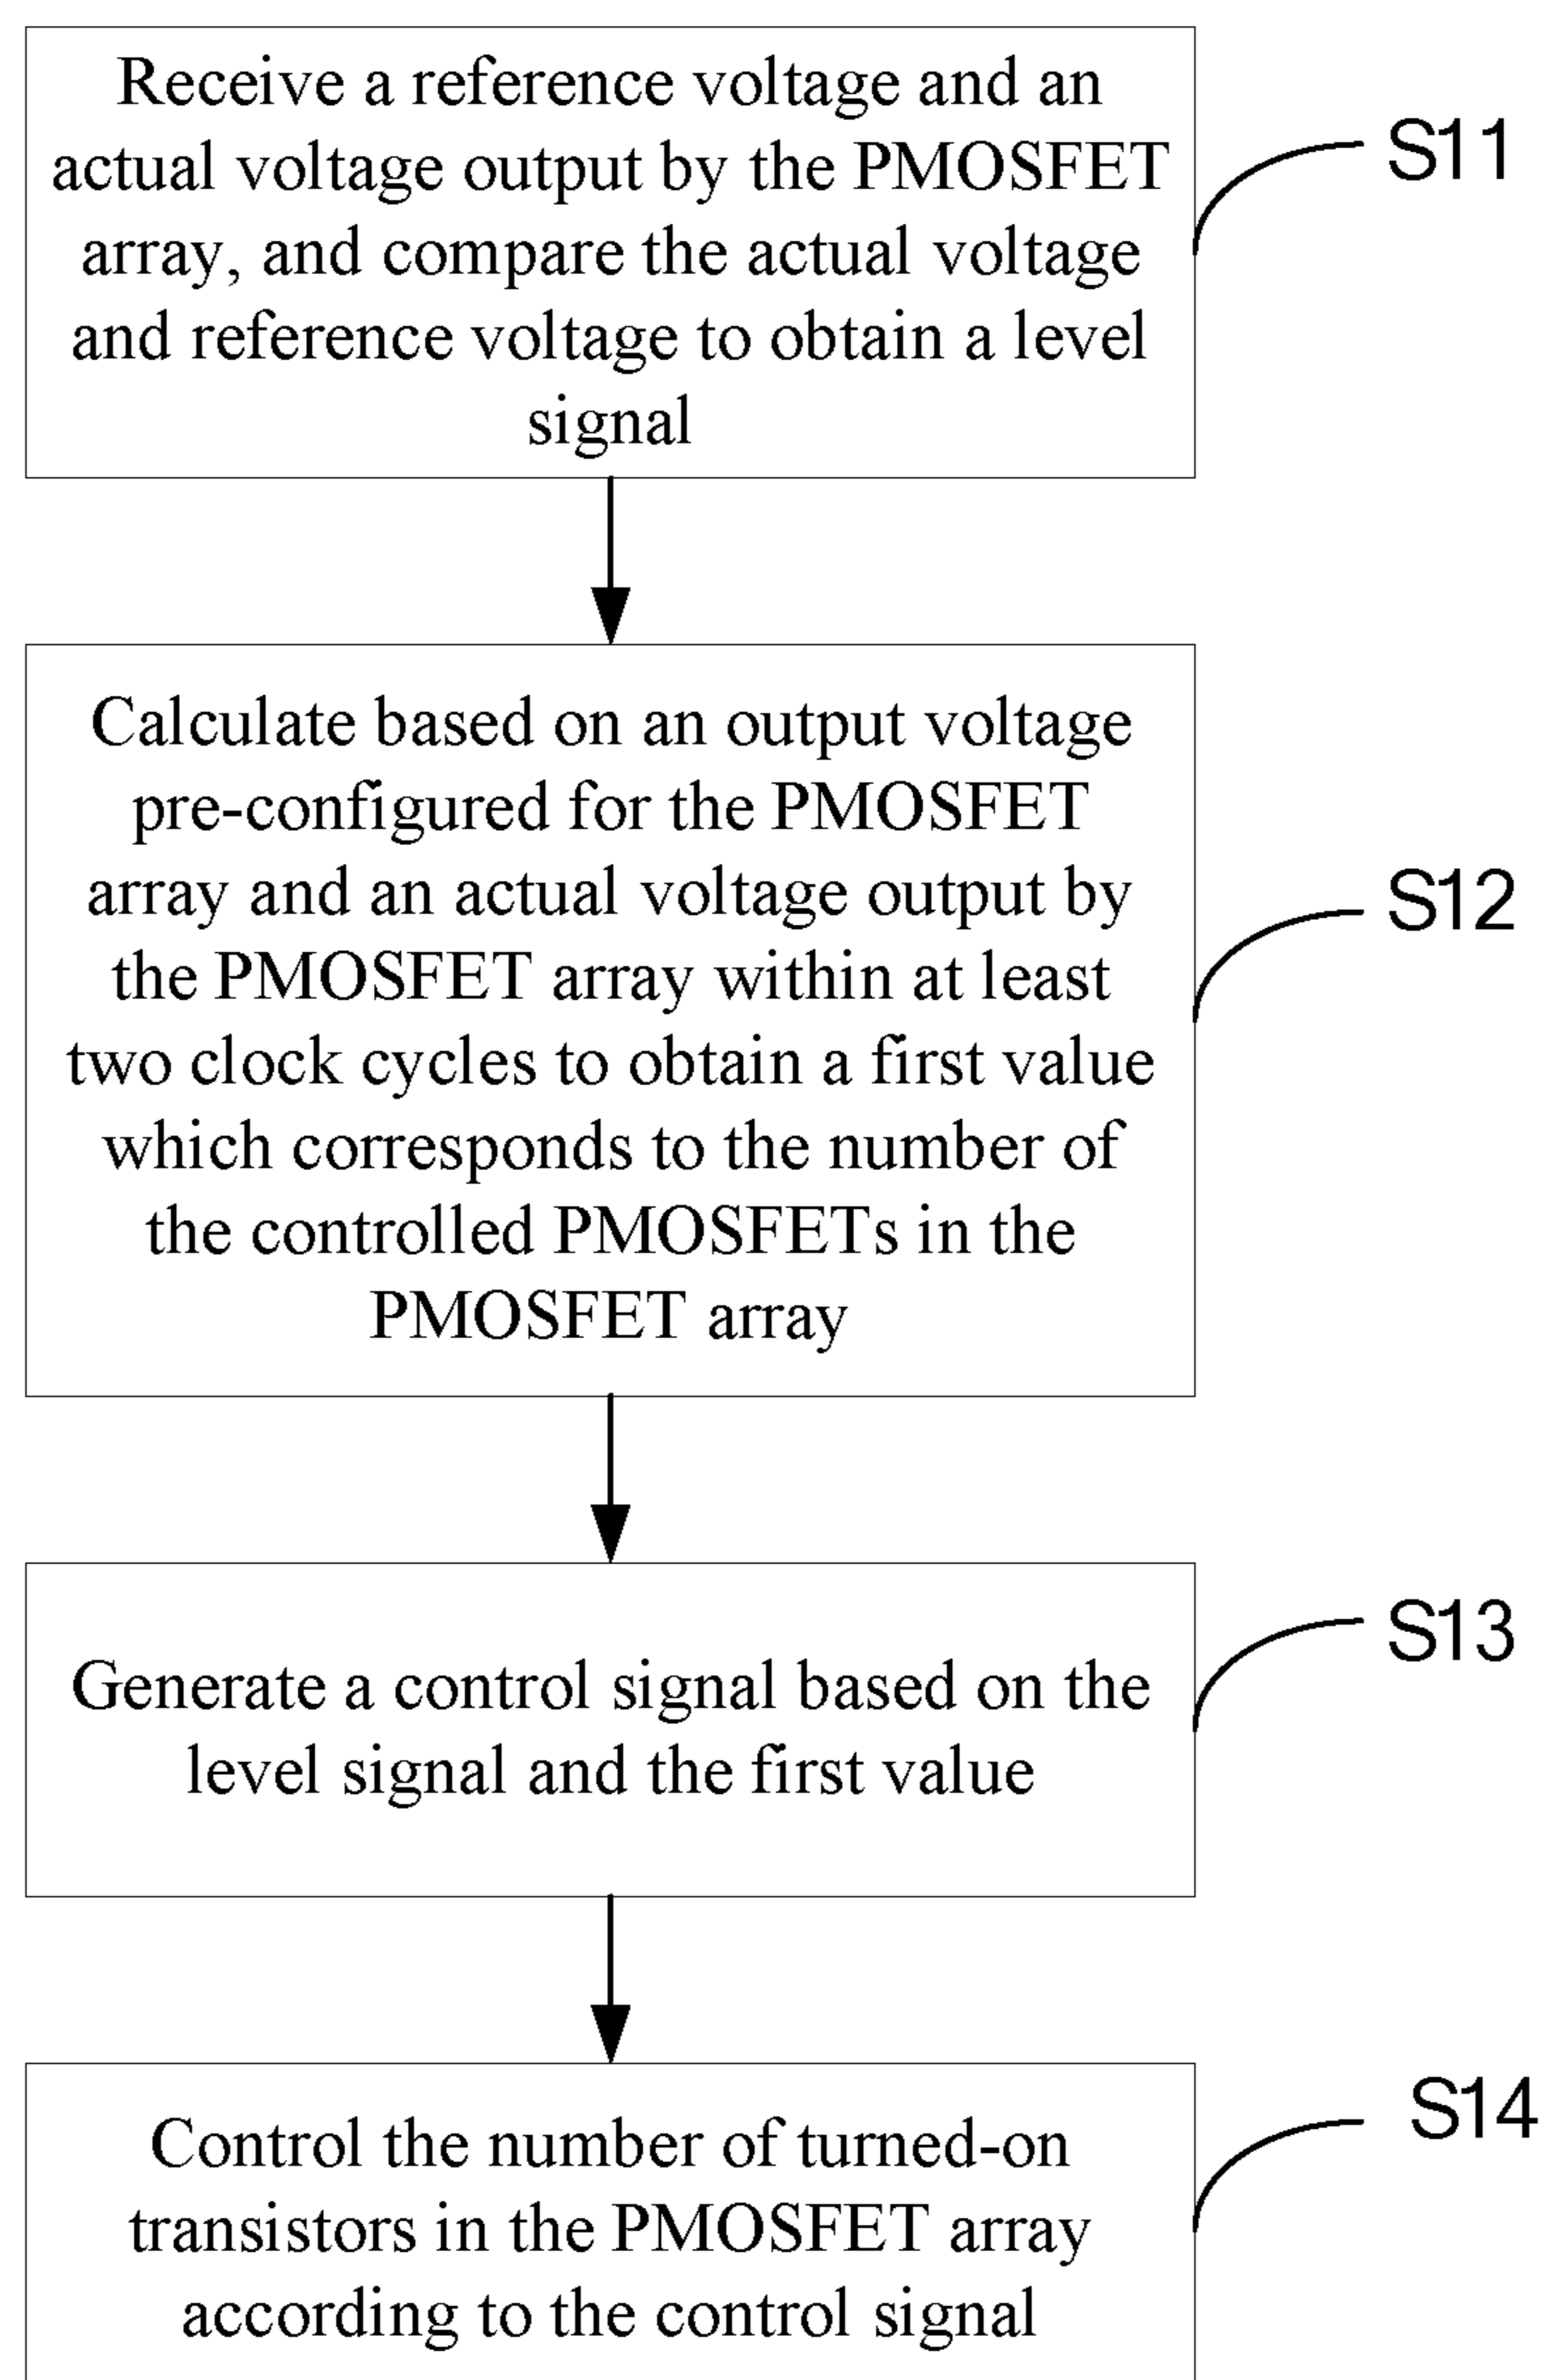 Receive a reference voltage and an
actual voltage output by the PMOSFET
array, and compare the actual voltage
and reference voltage to obtain a level
signal
S11
Calculate based on an output voltage
pre-configured for the PMOSFET
array and an actual voltage output by
the PMOSFET array within at least
two clock cycles to obtain a first value
which corresponds to the number of
the controlled PMOSFETs in the
PMOSFET array
S12
Generate a control signal based on the
level signal and the first value
S13
Control the number of turned-on
transistors in the PMOSFET array
according to the control signal
S14